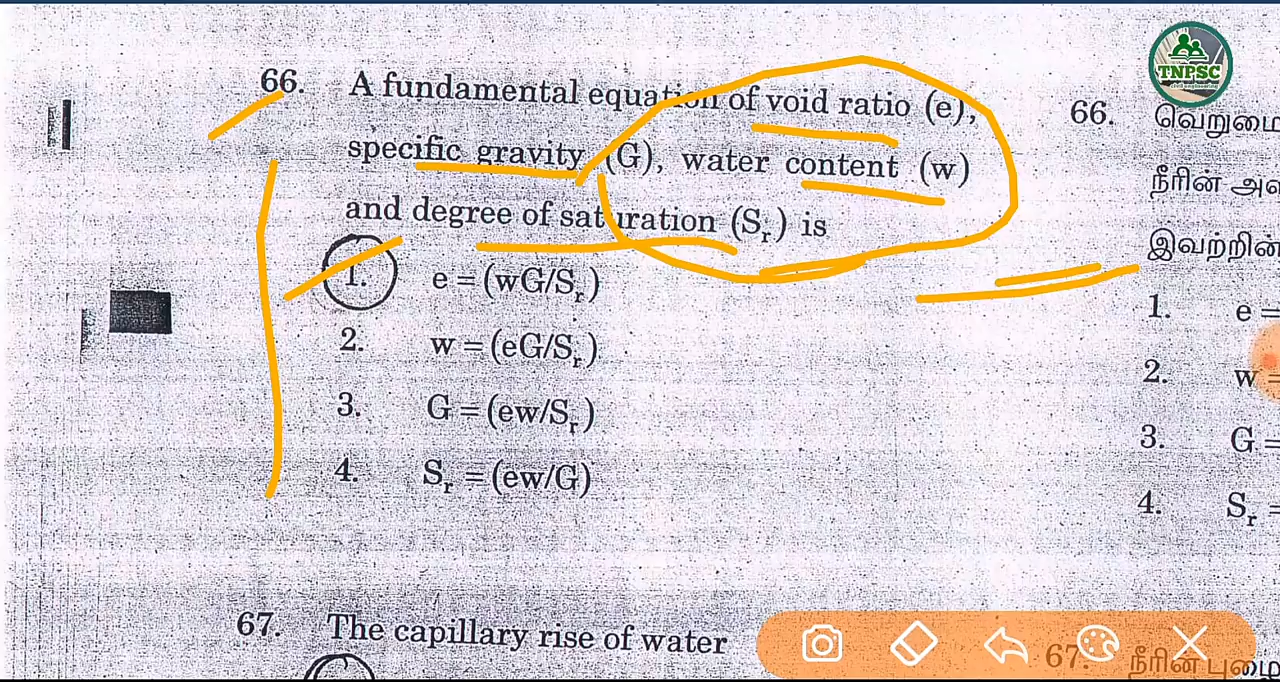 TNPSC
66. A fundamental equation of void ratio (e),
specific gravity (G), water content (w)
and degree of saturation (Sᵣ) is
1. e = (wG/Sᵣ)
2. w = (eG/Sᵣ)
3. G = (ew/Sᵣ)
4. Sᵣ = (ew/G)
67. The capillary rise of water
66.
நீரின்
இவற்றின்
1. e =
2. w =
3. G =
4. Sᵣ =
67. நீரின்